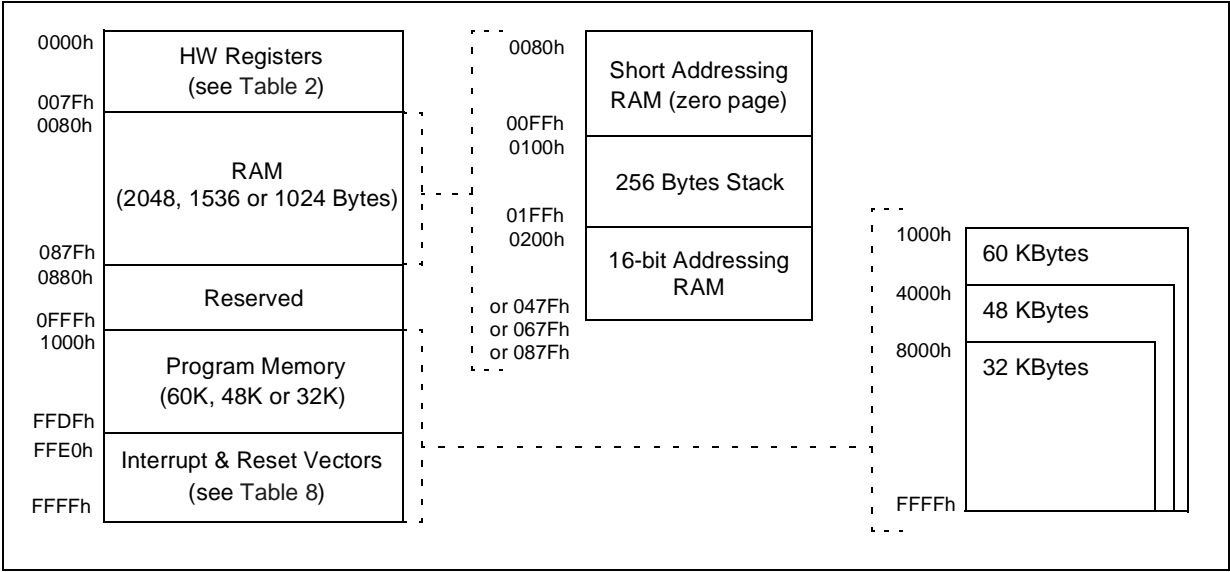 0000h
HW Registers
(see Table 2)
007Fh
0080h
RAM
(2048, 1536 or 1024 Bytes)
087Fh
0880h
Reserved
0FFFh
1000h
Program Memory
(60K, 48K or 32K)
FFDFh
FFE0h
Interrupt & Reset Vectors
(see Table 8)
FFFFh
0080h
Short Addressing
RAM (zero page)
00FFh
0100h
256 Bytes Stack
01FFh
0200h
16-bit Addressing
RAM
or 047Fh
or 067Fh
or 087Fh
1000h
60 KBytes
4000h
48 KBytes
8000h
32 KBytes
FFFFh